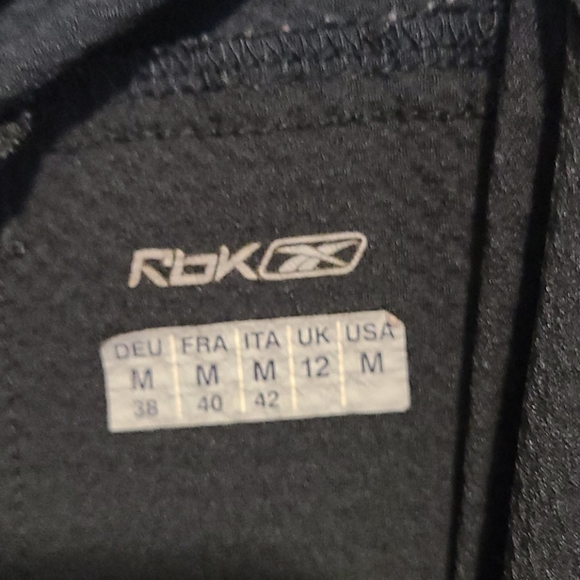 Rbk
DEU FRA ITA UK USA
M M M 12 M
38 40 42